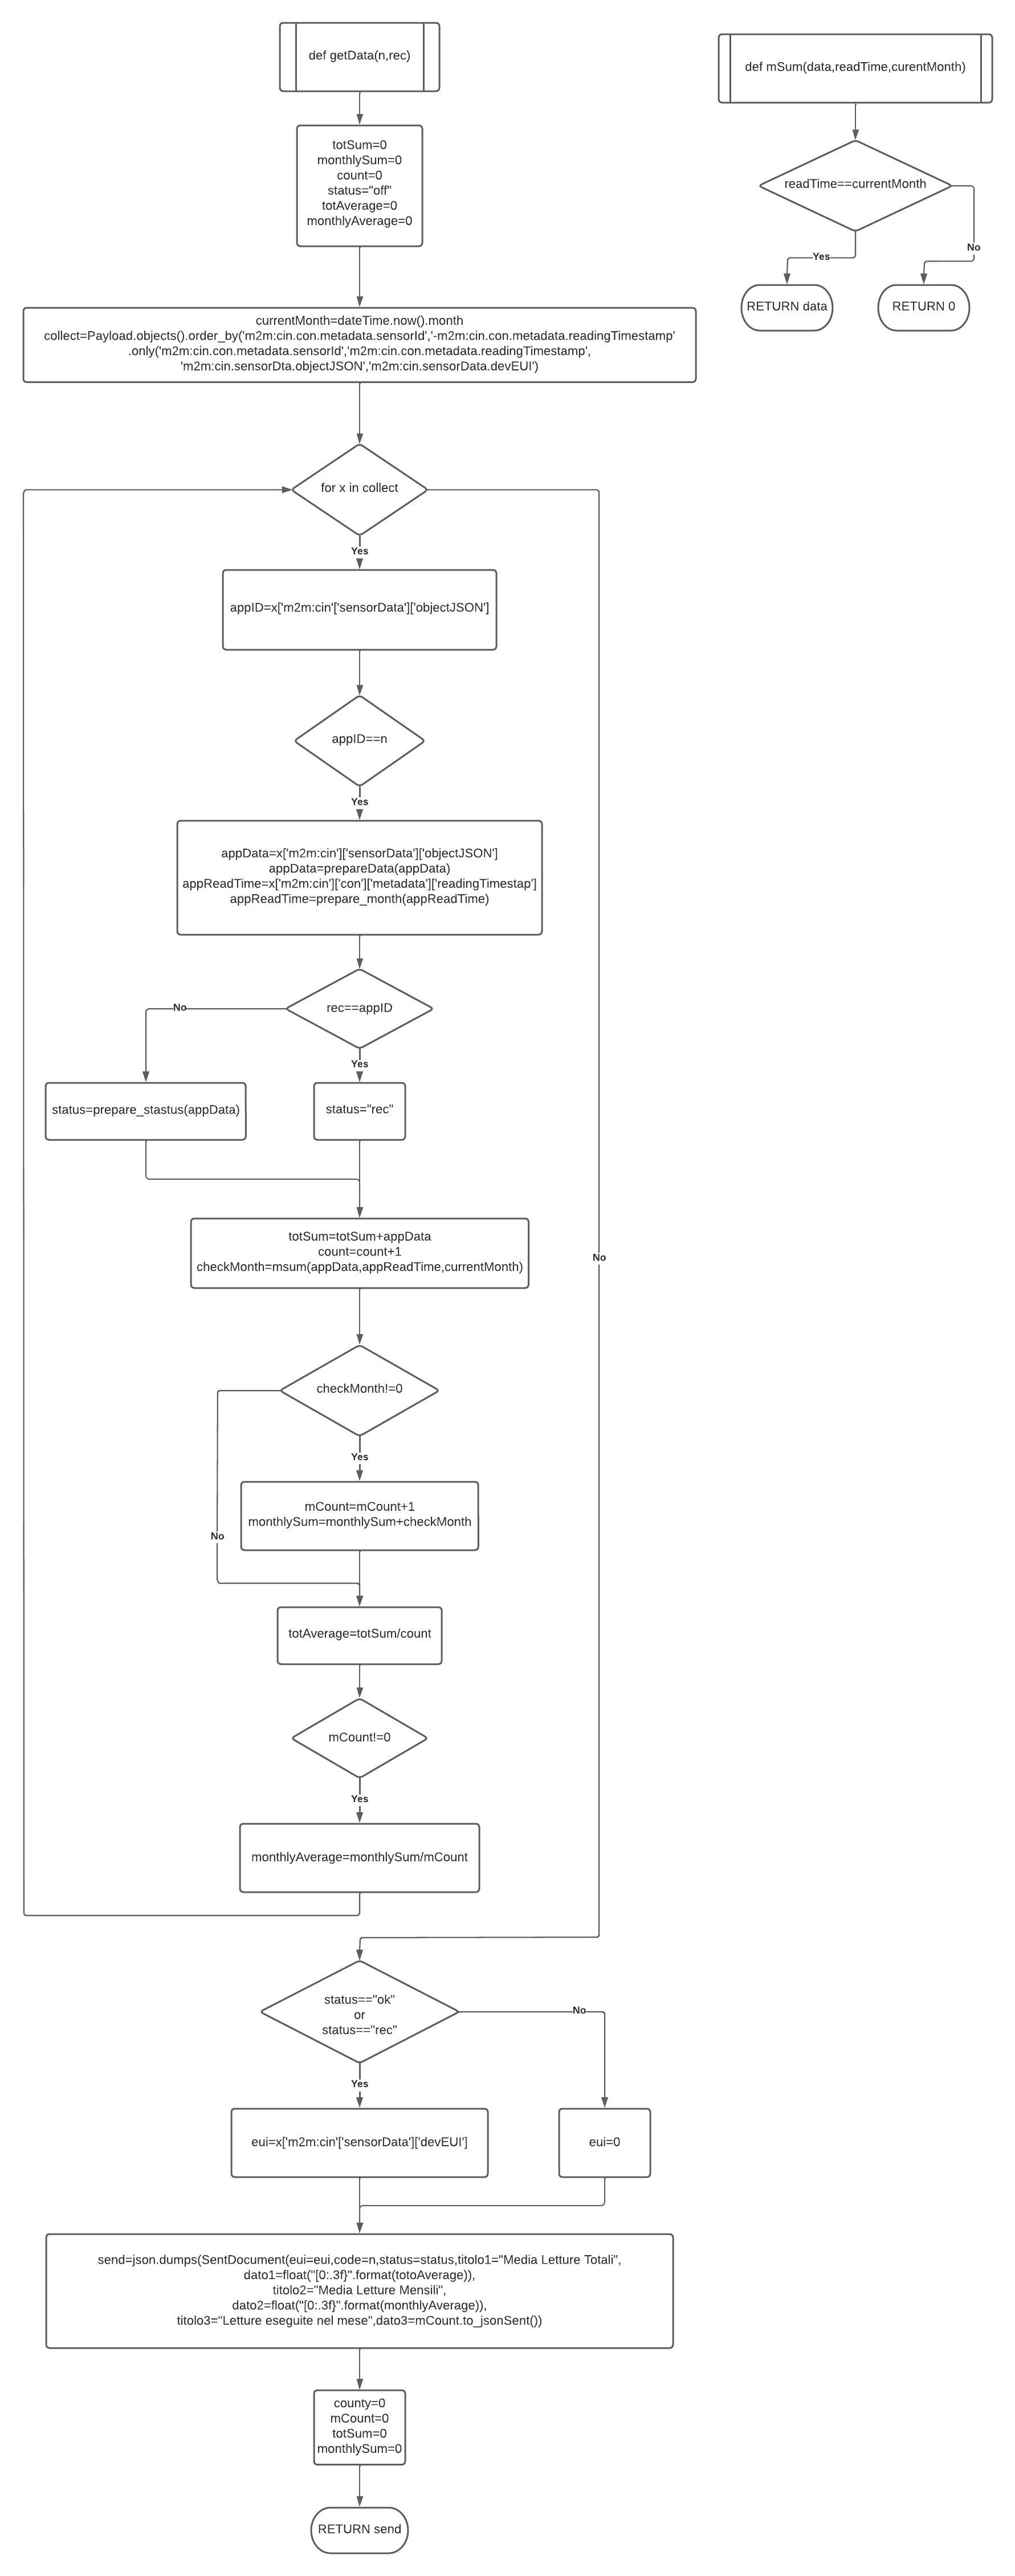 def getData(n,rec)
totSum=0
monthlySum=0
count=0
status="off"
totAverage=0
monthlyAverage=0
currentMonth=dateTime.now().month
collect=Payload.objects().order_by('m2m:cin.con.metadata.sensorId','-m2m:cin.con.metadata.readingTimestamp'
.only('m2m:cin.con.metadata.sensorId','m2m:cin.con.metadata.readingTimestamp',
'm2m:cin.sensorDta.objectJSON','m2m:cin.sensorData.devEUI')
for x in collect
Yes
appID=x['m2m:cin'['sensorData']['objectJSON']
appID==n
Yes
appData=x['m2m:cin']['sensorData']['objectJSON']
appData=prepareData(appData)
appReadTime=x['m2m:cin']['con']['metadata']['readingTimestap']
appReadTime=prepare_month(appReadTime)
rec==appID
No
Yes
status=prepare_stastus(appData)
status="rec"
totSum=totSum+appData
count=count+1
checkMonth=msum(appData,appReadTime,currentMonth)
No
checkMonth!=0
Yes
mCount=mCount+1
monthlySum=monthlySum+checkMonth
No
totAverage=totSum/count
mCount!=0
Yes
monthlyAverage=monthlySum/mCount
status=="ok"
or
status=="rec"
No
Yes
eui=x['m2m:cin'['sensorData']['devEUI']
eui=0
send=json.dumps(SentDocument(eui=eui,code=n,status=status,titolo1="Media Letture Totali",
dato1=float("[0:.3f}".format(totoAverage)),
titolo2="Media Letture Mensili",
dato2=float("[0:.3f}".format(monthlyAverage)),
titolo3="Letture eseguite nel mese",dato3=mCount.to_jsonSent())
county=0
mCount=0
totSum=0
monthlySum=0
RETURN send
def mSum(data,readTime,curentMonth)
readTime==currentMonth
Yes
No
RETURN data
RETURN 0